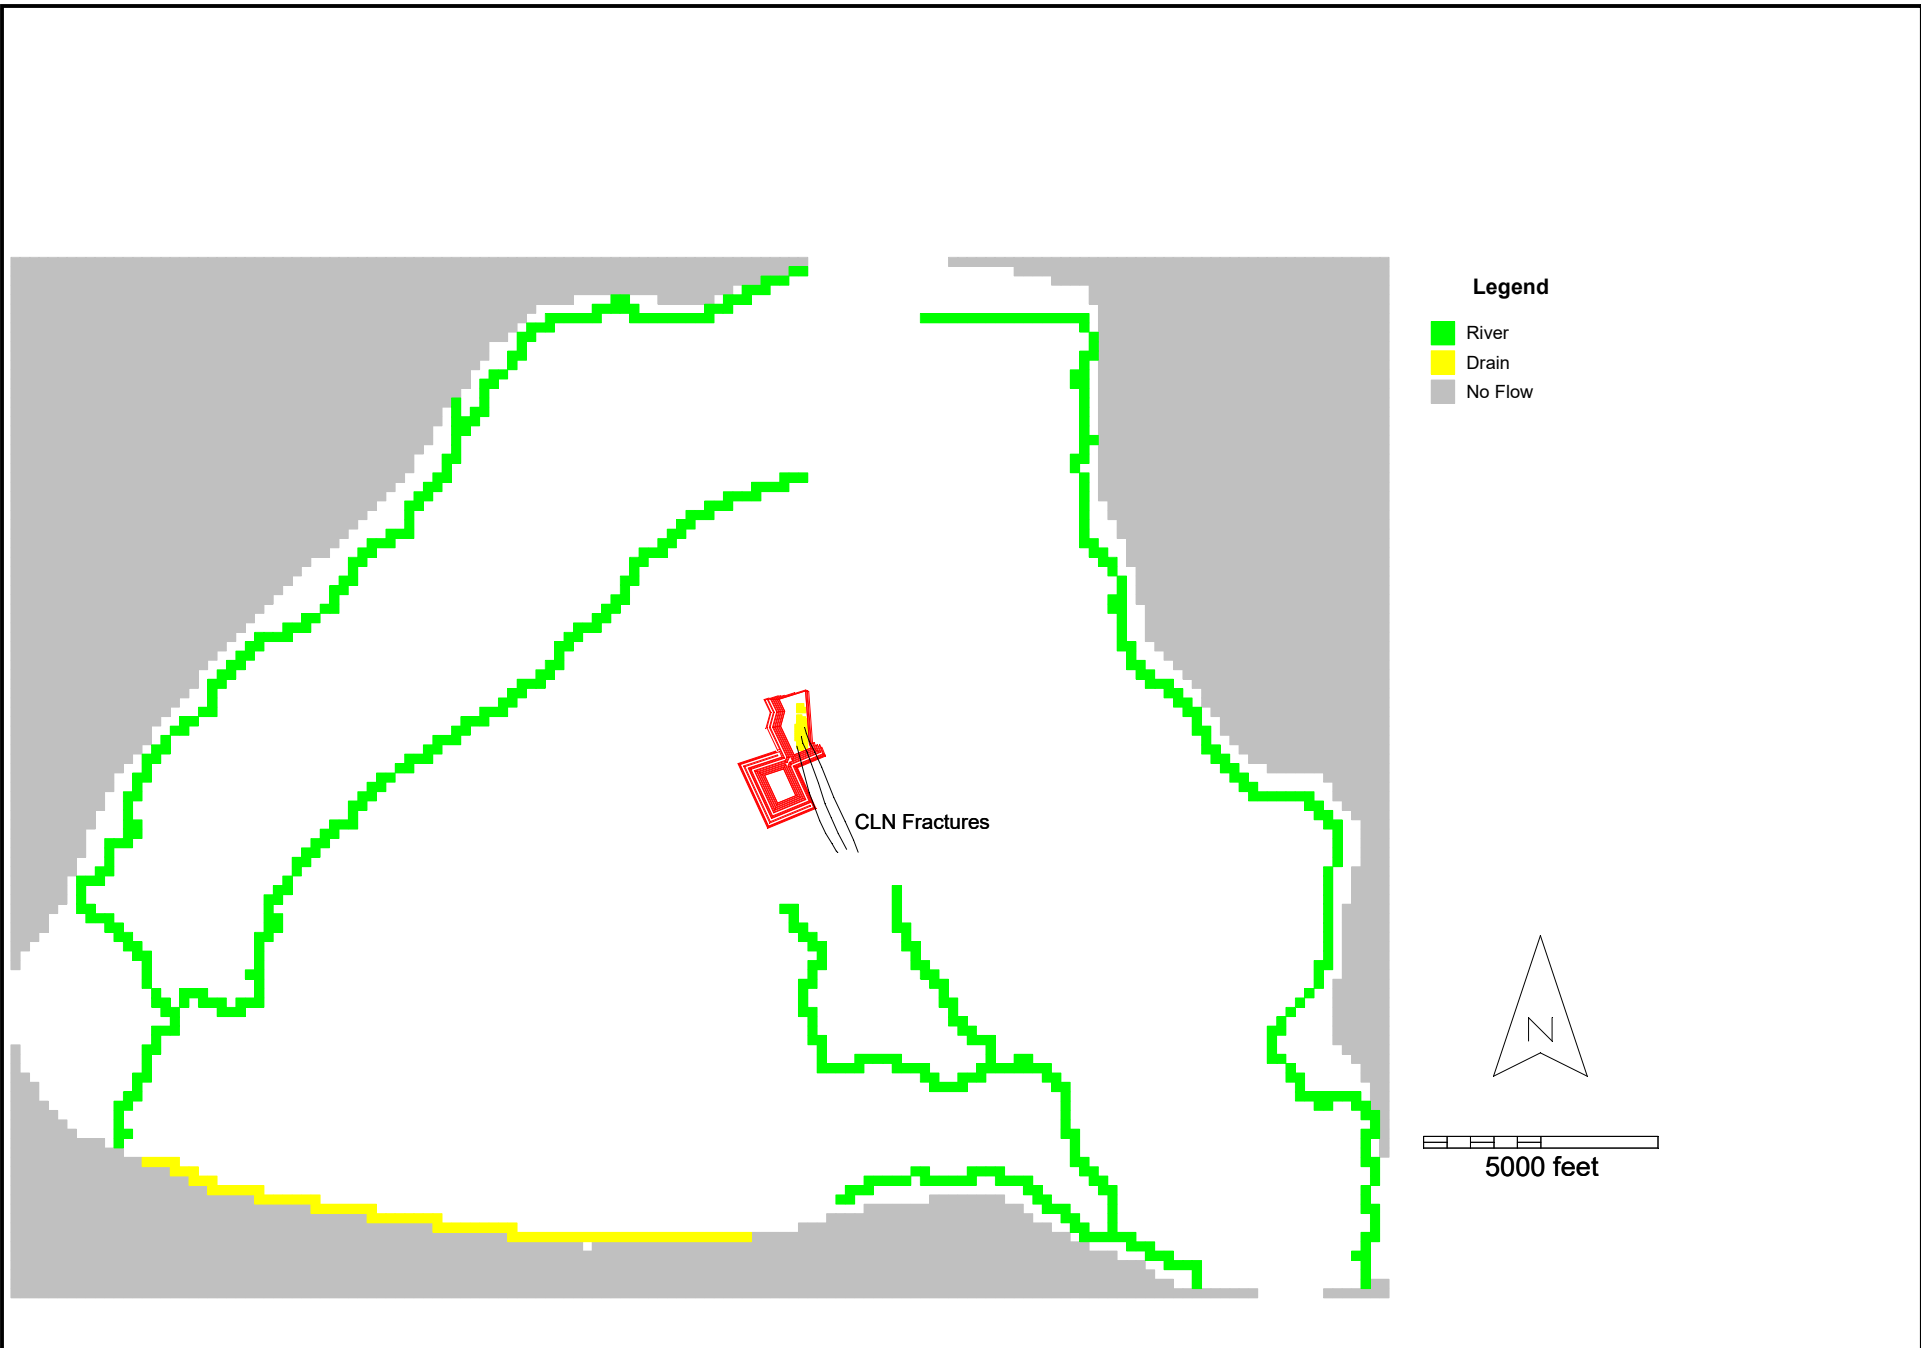 Legend
River
Drain
No Flow
CLN Fractures
N
5000 feet